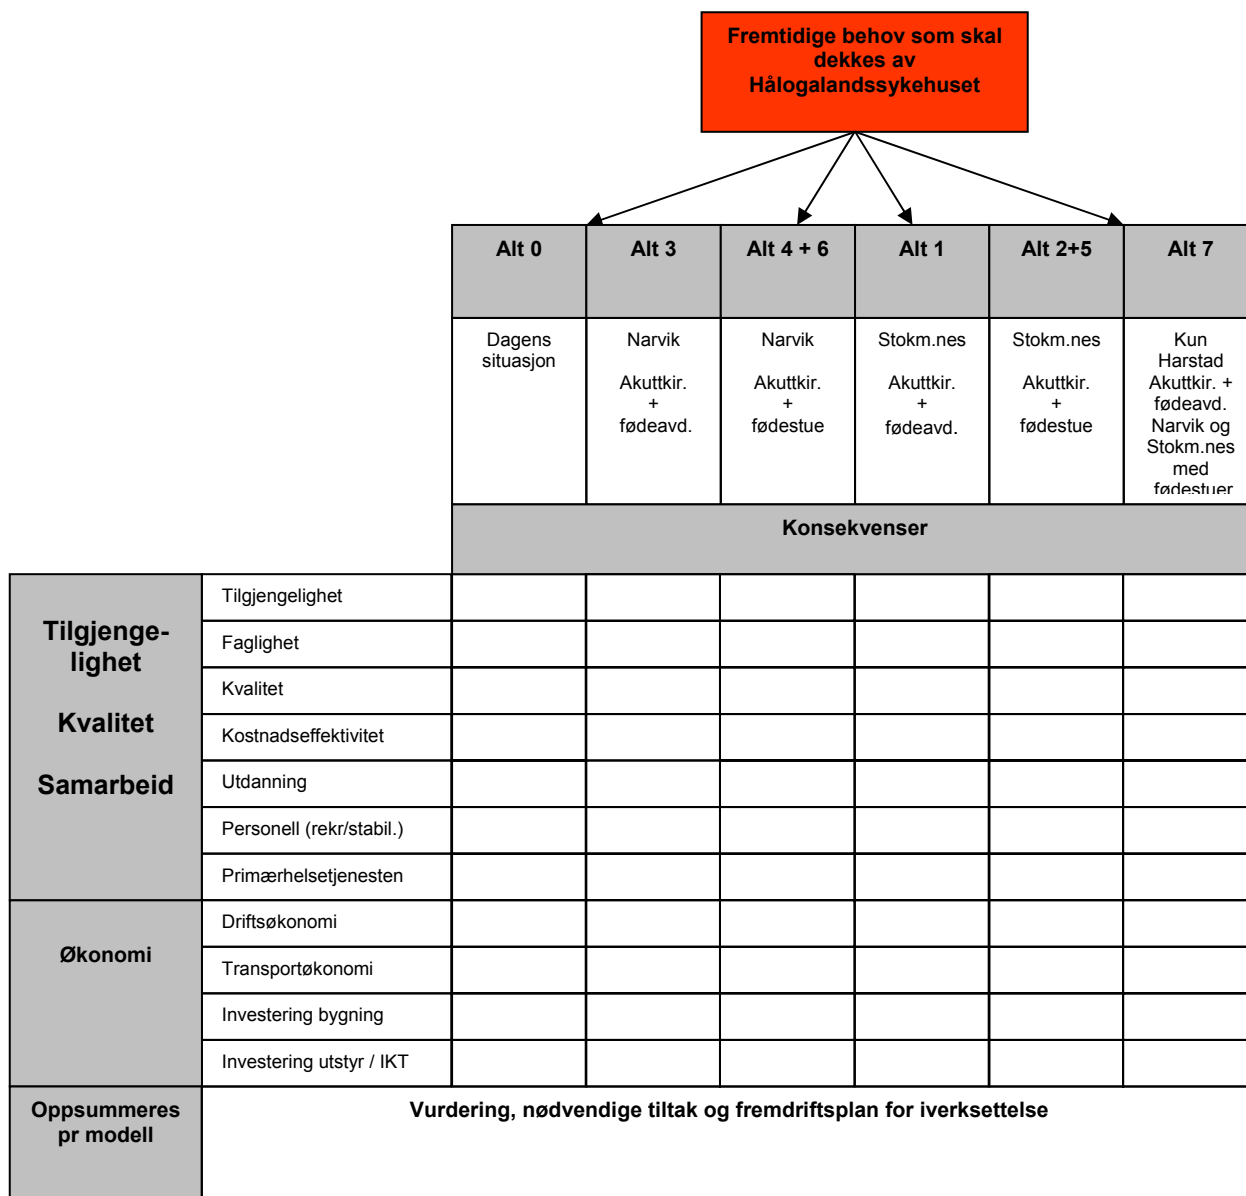 Fremtidige behov som skal
dekkes av
Hålogalandssykehuset
Alt 0
Alt 3
Alt 4 + 6
Alt 1
Alt 2+5
Alt 7
Dagens
situasjon
Narvik
Akuttkir.
+
fødeavd.
Narvik
Akuttkir.
+
fødestue
Stokm.nes
Akuttkir.
+
fødeavd.
Stokm.nes
Akuttkir.
+
fødestue
Kun
Harstad
Akuttkir. +
fødeavd.
Narvik og
Stokm.nes
med
fødestuer
Konsekvenser
Tilgjenge-
lighet
Kvalitet
Samarbeid
Tilgjengelighet
Faglighet
Kvalitet
Kostnadseffektivitet
Utdanning
Personell (rekr/stabil.)
Primærhelsetjenesten
Økonomi
Driftsøkonomi
Transportøkonomi
Investering bygning
Investering utstyr / IKT
Oppsummeres
pr modell
Vurdering, nødvendige tiltak og fremdriftsplan for iverksettelse